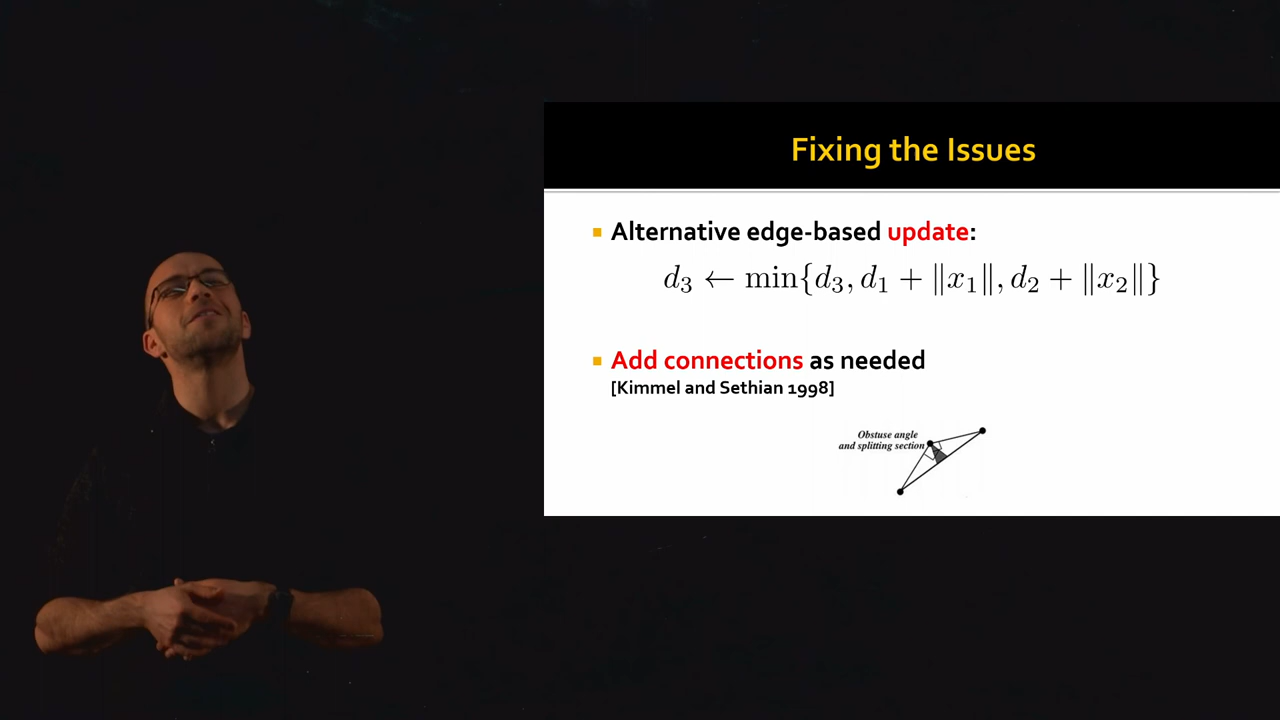 Fixing the Issues
Alternative edge-based update:
d₃ ← min{d₃, d₁ + ‖x₁‖, d₂ + ‖x₂‖}
Add connections as needed
[Kimmel and Sethian 1998]
Obstuse angle
and splitting section